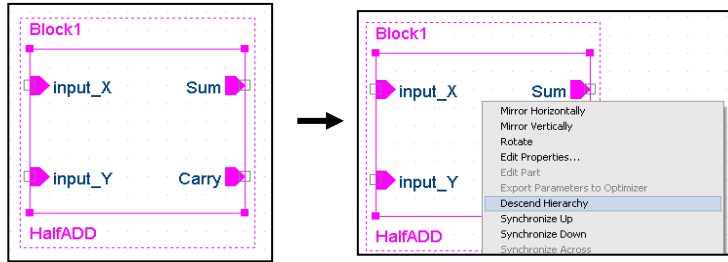 Block1
input_X Sum
input_Y Carry
HalfADD
Block1
input_X Sum
input_Y
HalfADD
Mirror Horizontally
Mirror Vertically
Rotate
Edit Properties...
Edit Part
Export Parameters to Optimizer
Descend Hierarchy
Synchronize Up
Synchronize Down
Synchronize Across